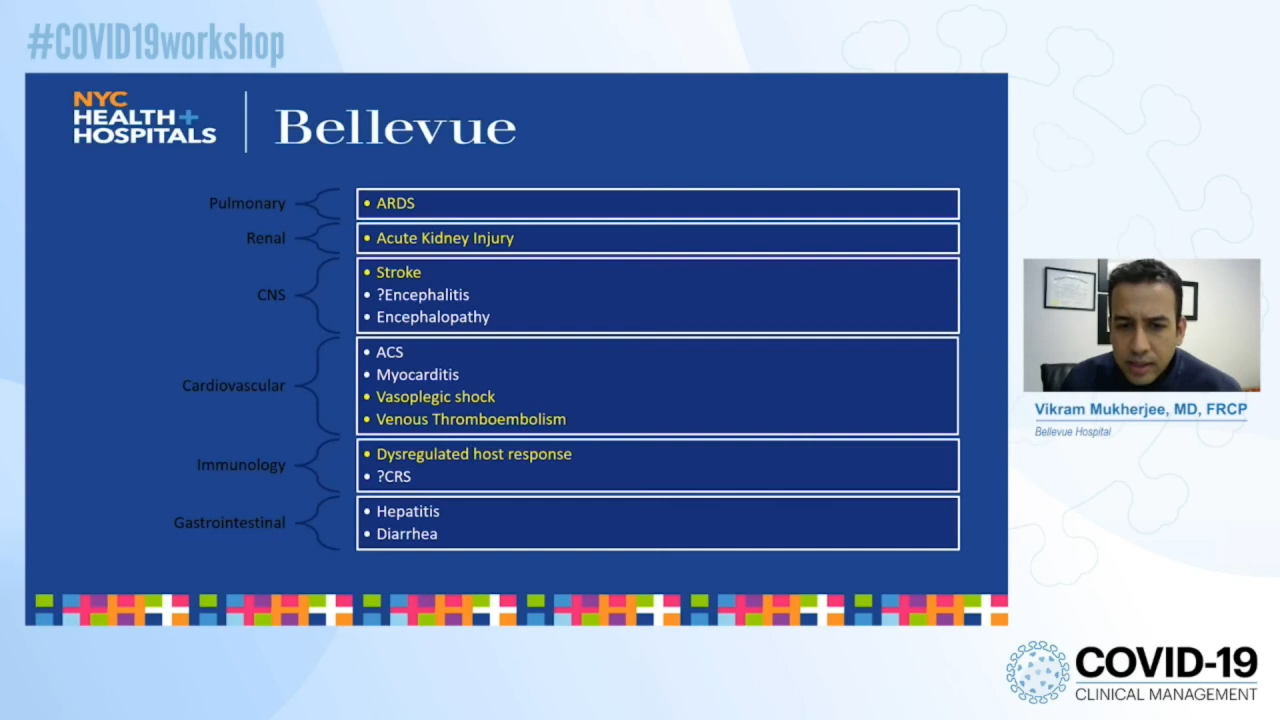 #COVID19workshop
NYC
HEALTH+
HOSPITALS
Bellevue
Pulmonary
• ARDS
Renal
• Acute Kidney Injury
CNS
• Stroke
• ?Encephalitis
• Encephalopathy
Cardiovascular
• ACS
• Myocarditis
• Vasoplegic shock
• Venous Thromboembolism
Immunology
• Dysregulated host response
• ?CRS
Gastrointestinal
• Hepatitis
• Diarrhea
Vikram Mukherjee, MD, FRCP
Bellevue Hospital
COVID-19
CLINICAL MANAGEMENT